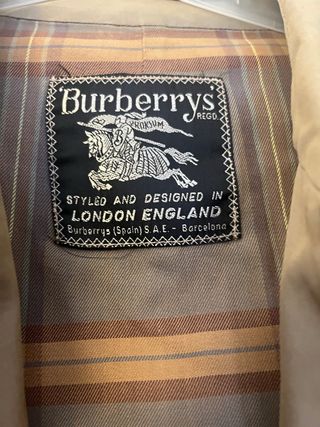 Burberrys
REGD.
PRORSUM
STYLED AND DESIGNED IN
LONDON ENGLAND
Burberrys (Spain) S.A.E. - Barcelona